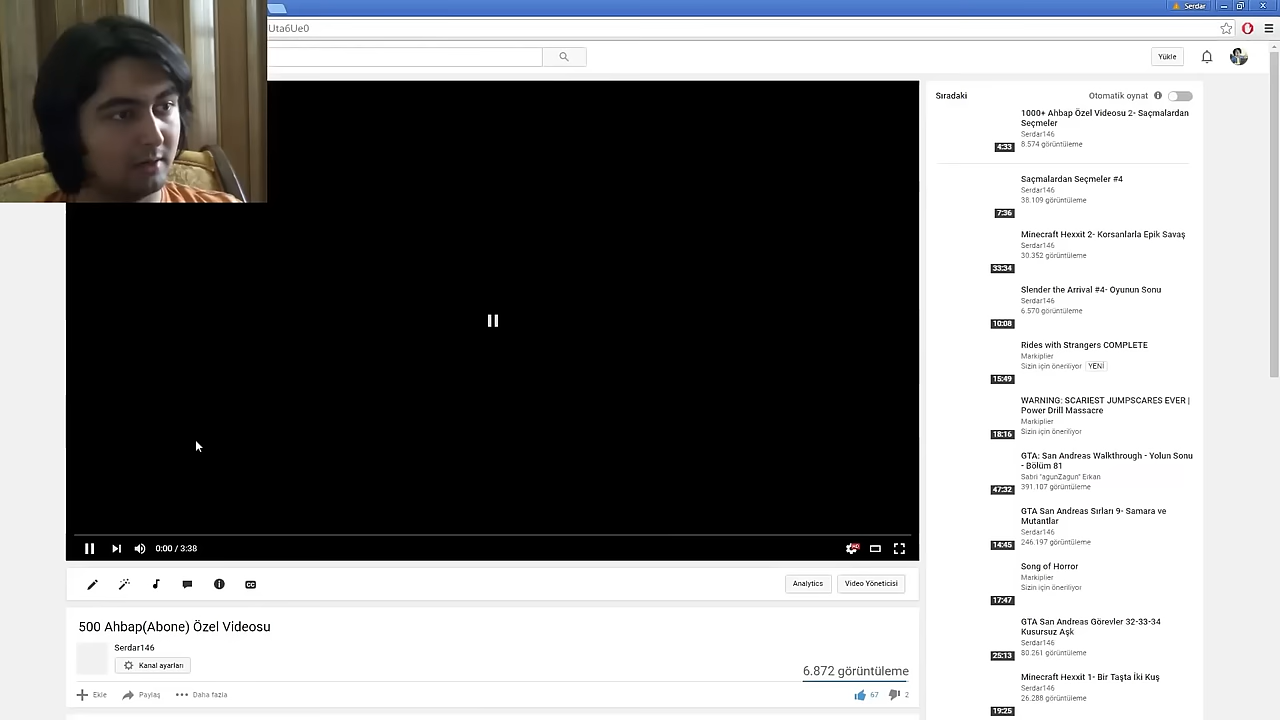 Serdar
Uta6Ue0
Yükle
Sıradaki
Otomatik oynat
1000+ Ahbap Özel Videosu 2- Saçmalardan
Seçmeler
Serdar146
8.574 görüntüleme
4:33
Saçmalardan Seçmeler #4
Serdar146
38.109 görüntüleme
7:36
Minecraft Hexxit 2- Korsanlarla Epik Savaş
Serdar146
30.352 görüntüleme
33:34
Slender the Arrival #4- Oyunun Sonu
Serdar146
6.570 görüntüleme
10:08
Rides with Strangers COMPLETE
Markiplier
Sizin için öneriliyor YENİ
15:49
WARNING: SCARIEST JUMPSCARES EVER |
Power Drill Massacre
Markiplier
Sizin için öneriliyor
18:16
GTA: San Andreas Walkthrough - Yolun Sonu
- Bölüm 81
Satiri "agunZagun" Erkan
391.107 görüntüleme
47:32
GTA San Andreas Sırları 9- Samara ve
Mutantlar
Serdar146
246.197 görüntüleme
14:45
Song of Horror
Markiplier
Sizin için öneriliyor
17:47
GTA San Andreas Görevler 32-33-34
Kusursuz Aşk
Serdar146
80.261 görüntüleme
25:13
Minecraft Hexxit 1- Bir Taşta İki Kuş
Serdar146
26.288 görüntüleme
19:25
0:00 / 3:38
HD
CC
Analytics
Video Yöneticisi
500 Ahbap(Abone) Özel Videosu
Serdar146
Kanal ayarları
6.872 görüntüleme
Ekle
Paylaş
Daha fazla
67
2